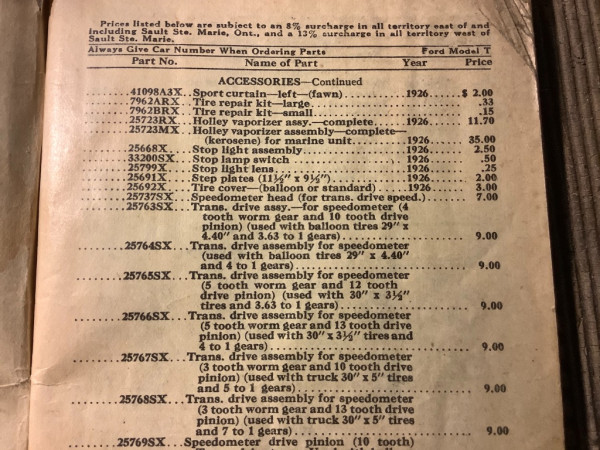 Prices listed below are subject to an 8% surcharge in all territory east of and
including Sault Ste. Marie, Ont., and a 13% surcharge in all territory west of
Sault Ste. Marie.
Always Give Car Number When Ordering Parts Ford Model T
Part No. Name of Part Year Price
ACCESSORIES—Continued
........41098A3X...Sport curtain—left—(fawn)...............1926....$ 2.00
........7962ARX...Tire repair kit—large............................ .33
........7962BRX...Tire repair kit—small............................ .15
........25723RX...Holley vaporizer assy.—complete.......1926.... 11.70
........25723MX...Holley vaporizer assembly—complete—
(kerosene) for marine unit..........1926.... 35.00
........25668X...Stop light assembly....................1926.... 2.50
........33200SX...Stop lamp switch.......................1926.... .50
........25799X...Stop light lens........................1926.... .25
........25691X...Step plates (11½" x 9½")...............1926.... 2.00
........25692X...Tire cover—(balloon or standard).......1926.... 3.00
........25737SX...Speedometer head (for trans. drive speed.)........ 7.00
........25763SX...Trans. drive assy.—for speedometer (4
tooth worm gear and 10 tooth drive
pinion) (used with balloon tires 29" x
4.40" and 3.63 to 1 gears)................ 9.00
........25764SX...Trans. drive assembly for speedometer
(used with balloon tires 29" x 4.40"
and 4 to 1 gears)......................... 9.00
........25765SX...Trans. drive assembly for speedometer
(5 tooth worm gear and 12 tooth
drive pinion) (used with 30" x 3½"
tires and 3.63 to 1 gears)................ 9.00
........25766SX...Trans. drive assembly for speedometer
(5 tooth worm gear and 13 tooth drive
pinion) (used with 30" x 3½" tires and
4 to 1 gears)............................. 9.00
........25767SX...Trans. drive assembly for speedometer
(3 tooth worm gear and 10 tooth drive
pinion) (used with truck 30" x 5" tires
and 5 to 1 gears)......................... 9.00
........25768SX...Trans. drive assembly for speedometer
(3 tooth worm gear and 13 tooth drive
pinion) (used with truck 30" x 5" tires
and 7 to 1 gears)......................... 9.00
........25769SX...Speedometer drive pinion (10 tooth)